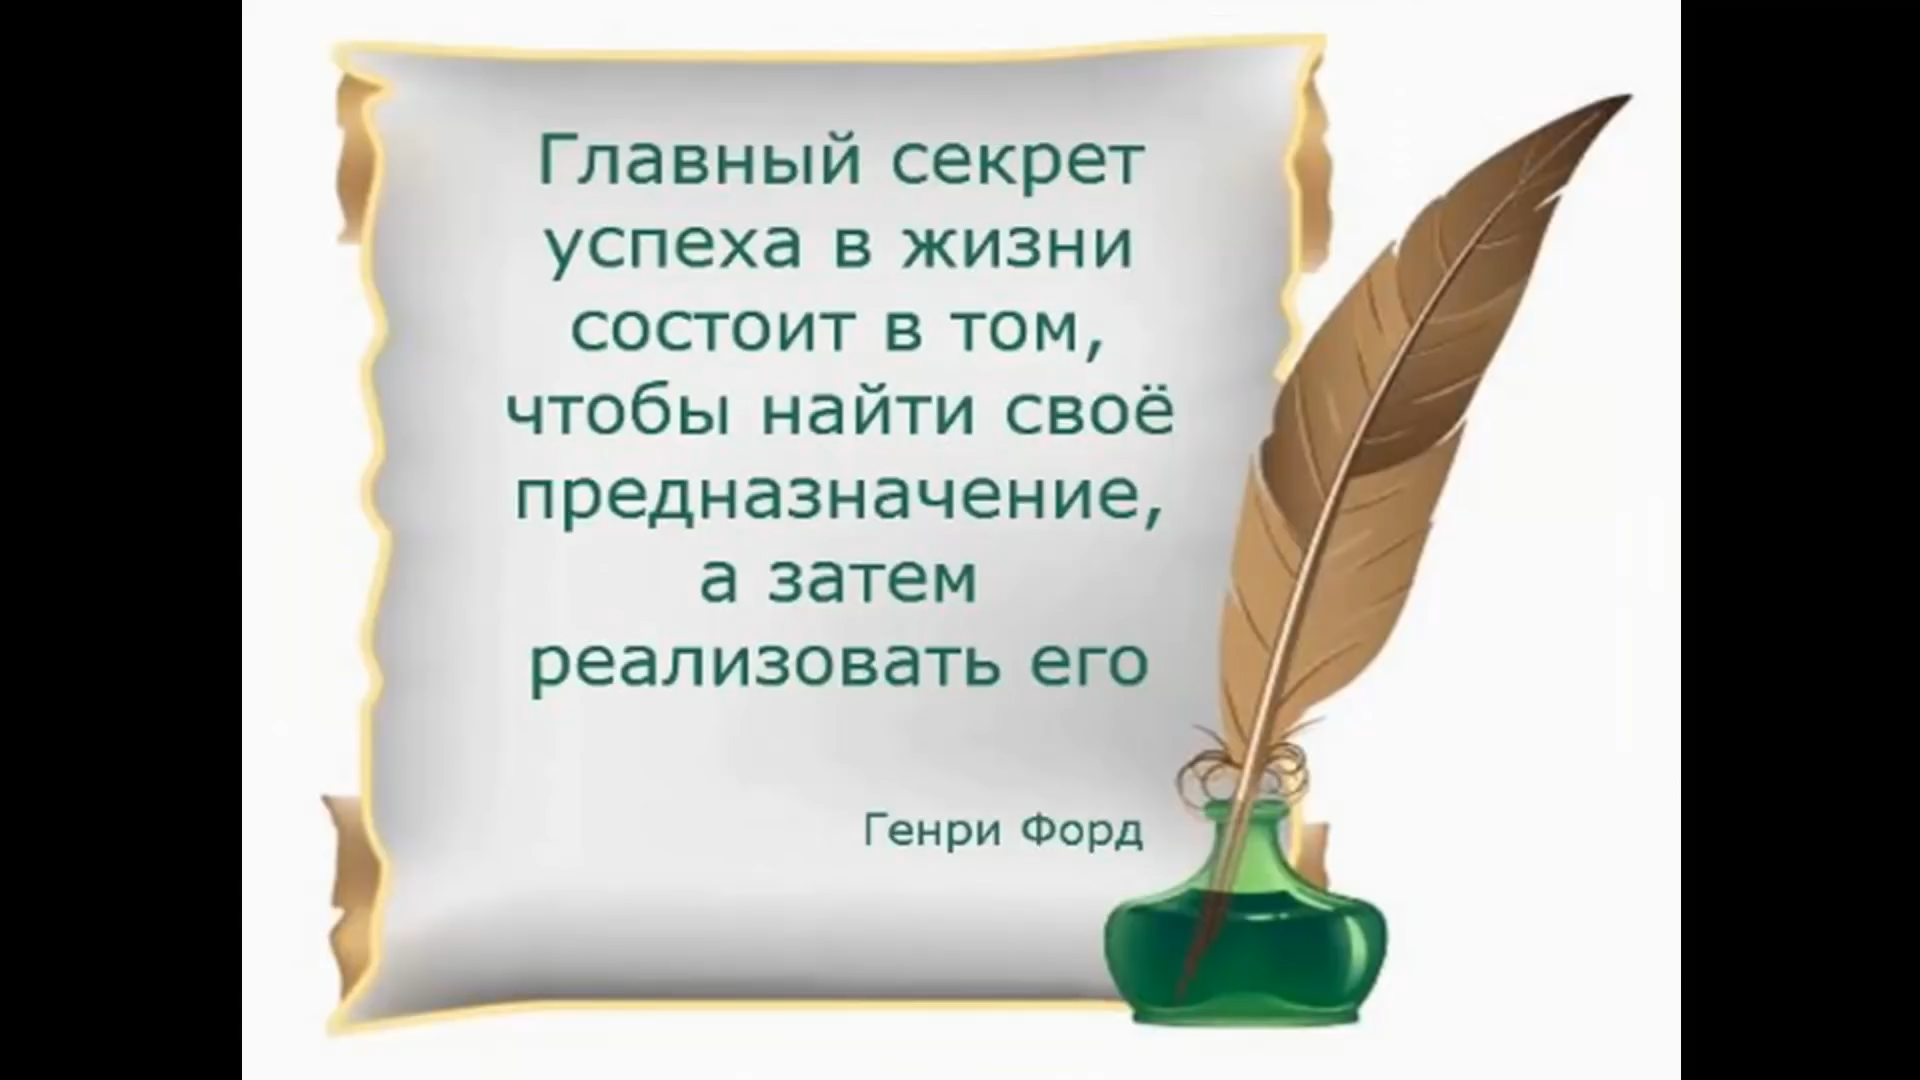 Главный секрет
успеха в жизни
состоит в том,
чтобы найти своё
предназначение,
а затем
реализовать его
Генри Форд